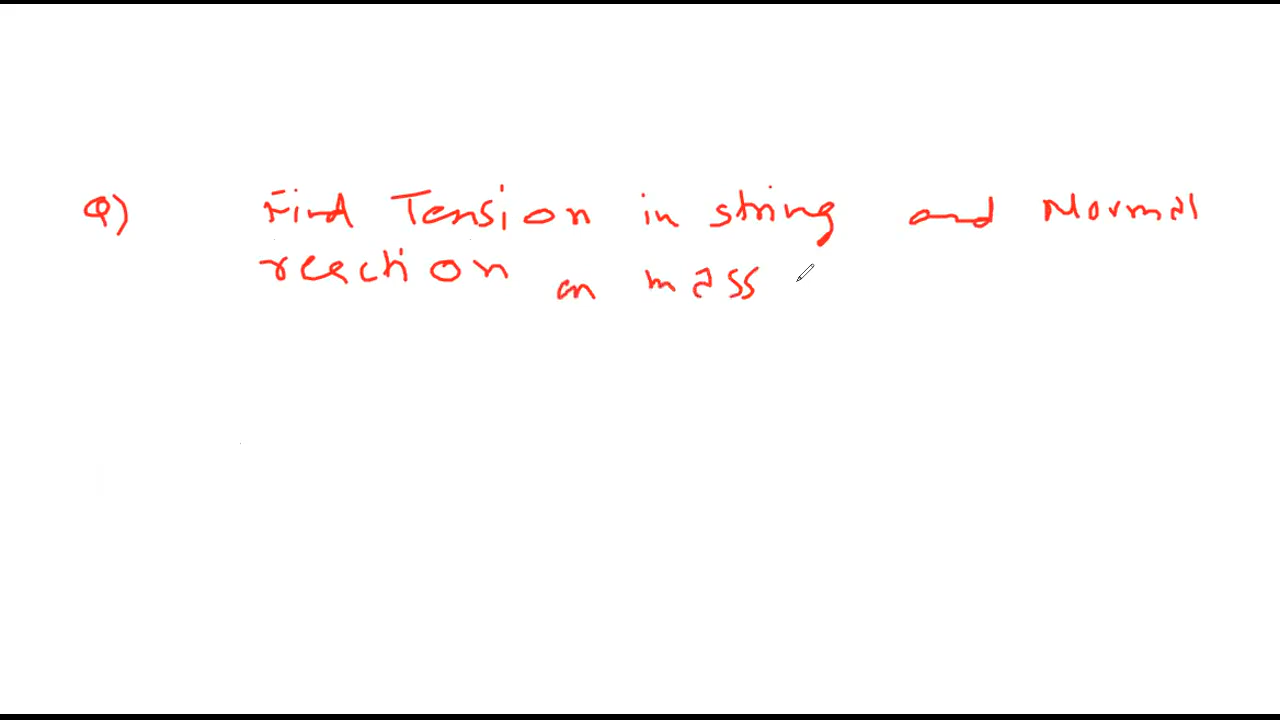 Q) Find Tension in string and Normal
reaction on mass